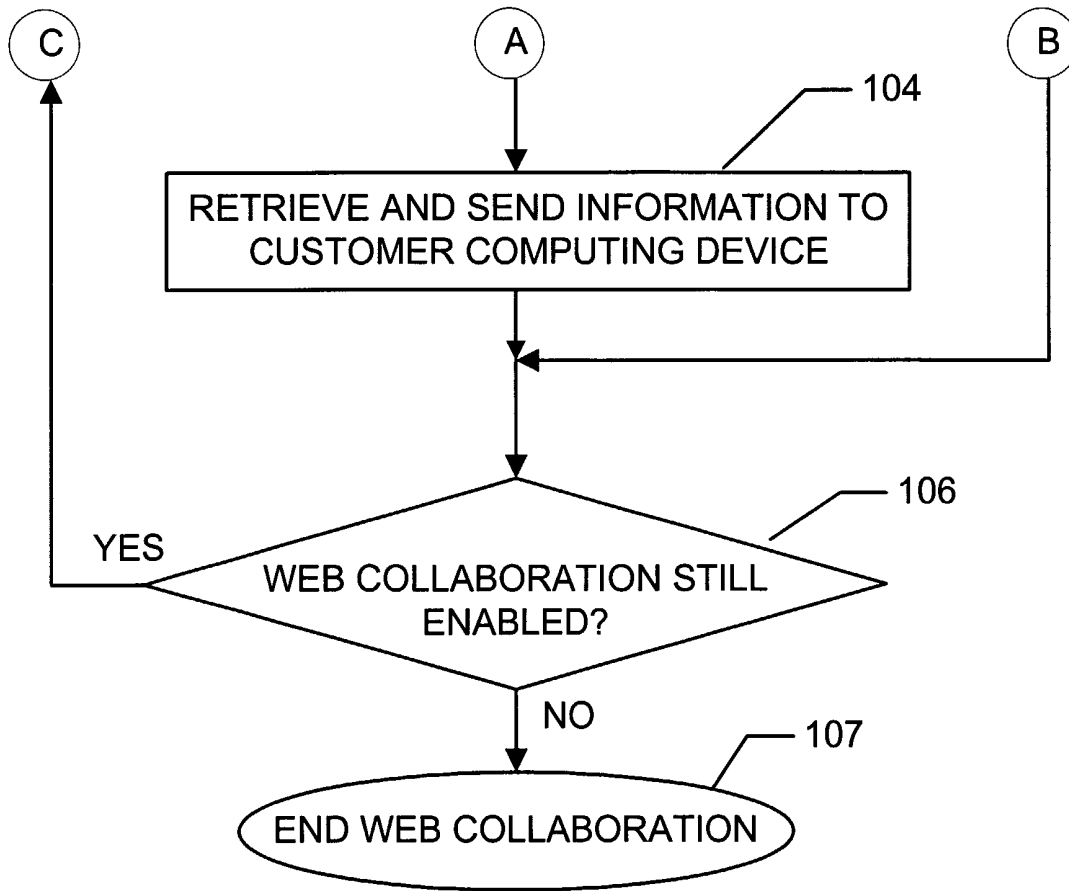 C
A
B
104
RETRIEVE AND SEND INFORMATION TO
CUSTOMER COMPUTING DEVICE
106
YES
WEB COLLABORATION STILL
ENABLED?
NO
107
END WEB COLLABORATION